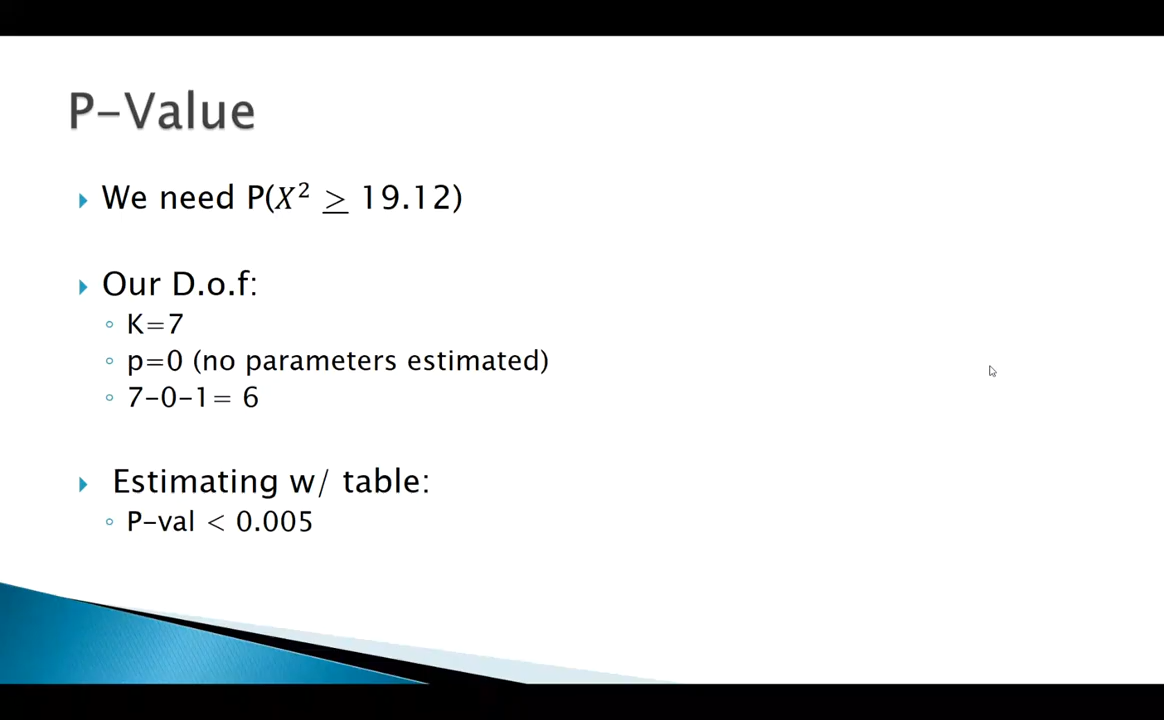 P-Value
We need P(X² ≥ 19.12)
Our D.o.f:
K=7
p=0 (no parameters estimated)
7-0-1= 6
Estimating w/ table:
P-val < 0.005